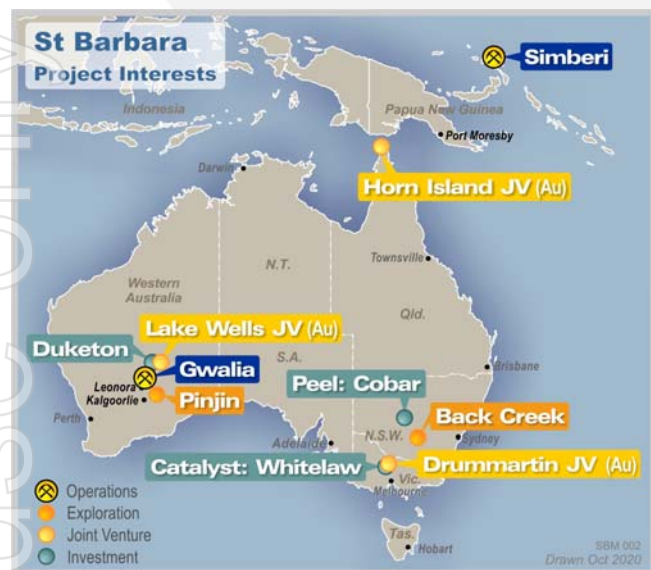 St Barbara
Project Interests
Simberi
Indonesia
Papua New Guinea
Port Moresby
Darwin
Horn Island JV (Au)
Townsville
N.T.
Western
Australia
Qld.
Lake Wells JV (Au)
Duketon
S.A.
Gwalia
Brisbane
Leonora
Kalgoorlie
Peel: Cobar
Pinjin
Back Creek
Perth
N.S.W.
Adelaide
Sydney
Catalyst: Whitelaw
Drummartin JV (Au)
Vic.
Melbourne
Operations
Exploration
Joint Venture
Investment
Tas.
Hobart
SBM 002
Drawn Oct 2020